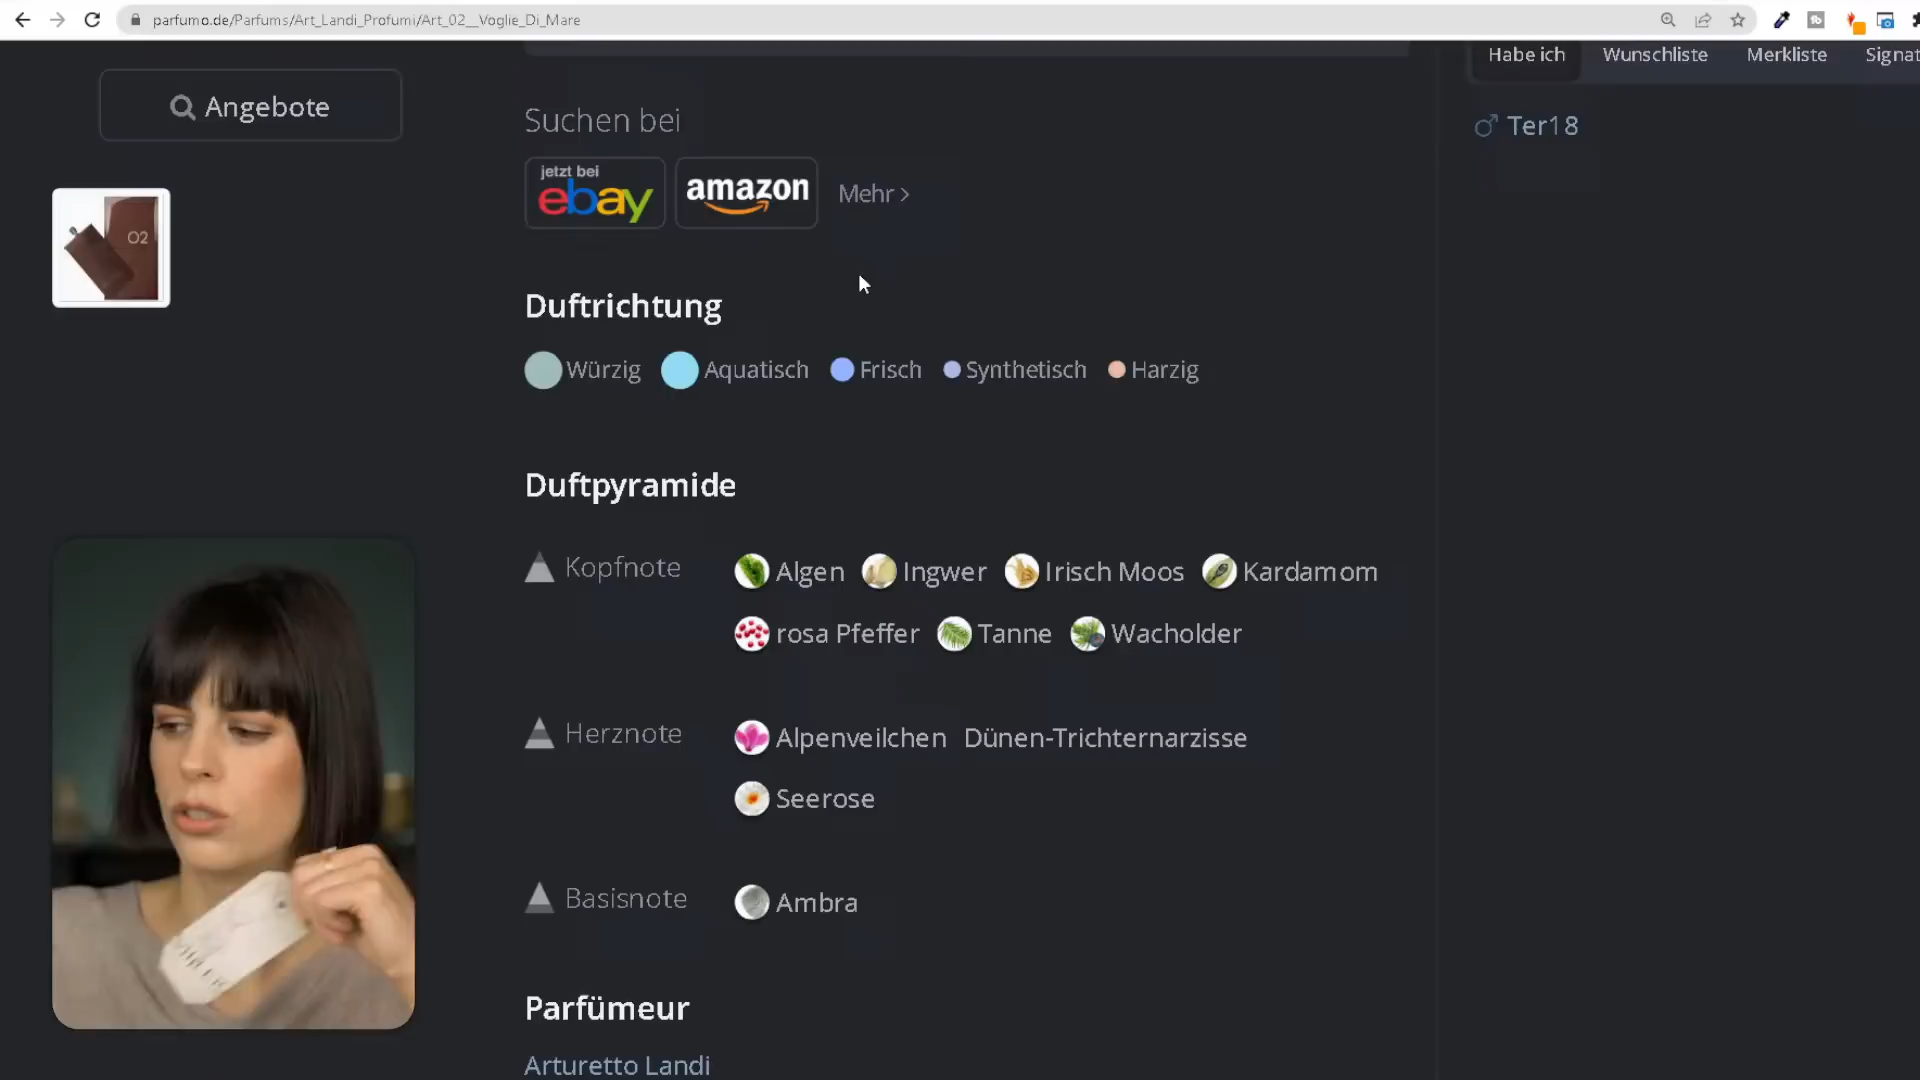 parfumo.de/Parfums/Art_Landi_Profumi/Art_02__Voglie_Di_Mare
Habe ich Wunschliste Merkliste Signat
Angebote
Suchen bei
Ter18
jetzt bei
ebay amazon Mehr >
02
Duftrichtung
Würzig Aquatisch Frisch Synthetisch Harzig
Duftpyramide
Kopfnote Algen Ingwer Irisch Moos Kardamom
rosa Pfeffer Tanne Wacholder
Herznote Alpenveilchen Dünen-Trichternarzisse
Seerose
Basisnote Ambra
Parfümeur
Arturetto Landi